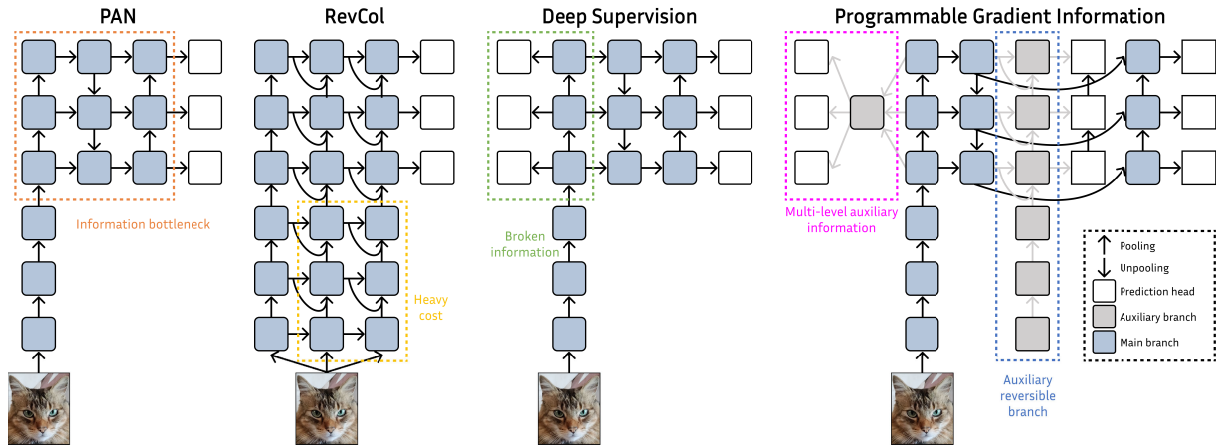 PAN
RevCol
Deep Supervision
Programmable Gradient Information
Information bottleneck
Heavy
cost
Broken
information
Multi-level auxiliary
information
Auxiliary
reversible
branch
Pooling
Unpooling
Prediction head
Auxiliary branch
Main branch